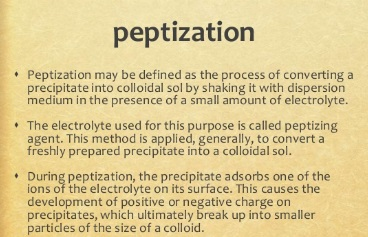 peptization
Peptization may be defined as the process of converting a
precipitate into colloidal sol by shaking it with dispersion
medium in the presence of a small amount of electrolyte.
The electrolyte used for this purpose is called peptizing
agent. This method is applied, generally, to convert a
freshly prepared precipitate into a colloidal sol.
During peptization, the precipitate adsorbs one of the
ions of the electrolyte on its surface. This causes the
development of positive or negative charge on
precipitates, which ultimately break up into smaller
particles of the size of a colloid.